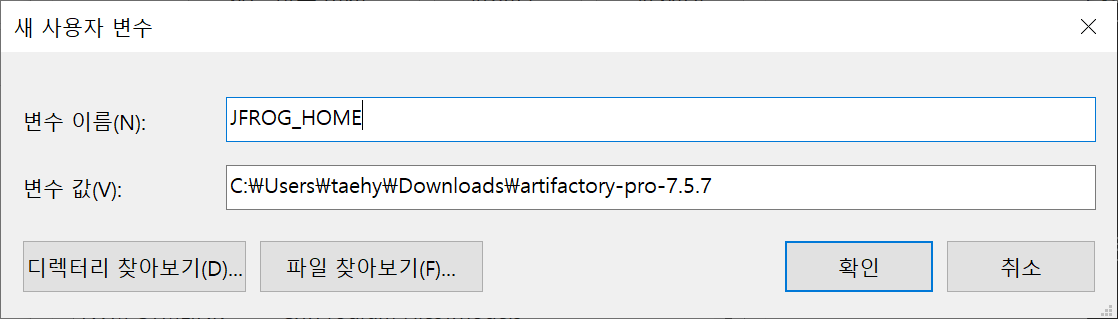 새 사용자 변수
변수 이름(N):
JFROG_HOME
변수 값(V):
C:₩Users₩taehy₩Downloads₩artifactory-pro-7.5.7
디렉터리 찾아보기(D)...
파일 찾아보기(F)...
확인
취소